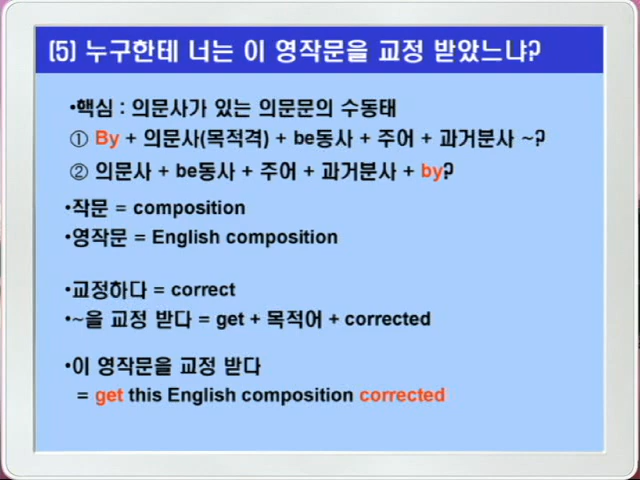 (5) 누구한테 너는 이 영작문을 교정 받았느냐?
•핵심 : 의문사가 있는 의문문의 수동태
① By + 의문사(목적격) + be동사 + 주어 + 과거분사 ~?
② 의문사 + be동사 + 주어 + 과거분사 + by?
•작문 = composition
•영작문 = English composition
•교정하다 = correct
•~을 교정 받다 = get + 목적어 + corrected
•이 영작문을 교정 받다
= get this English composition corrected